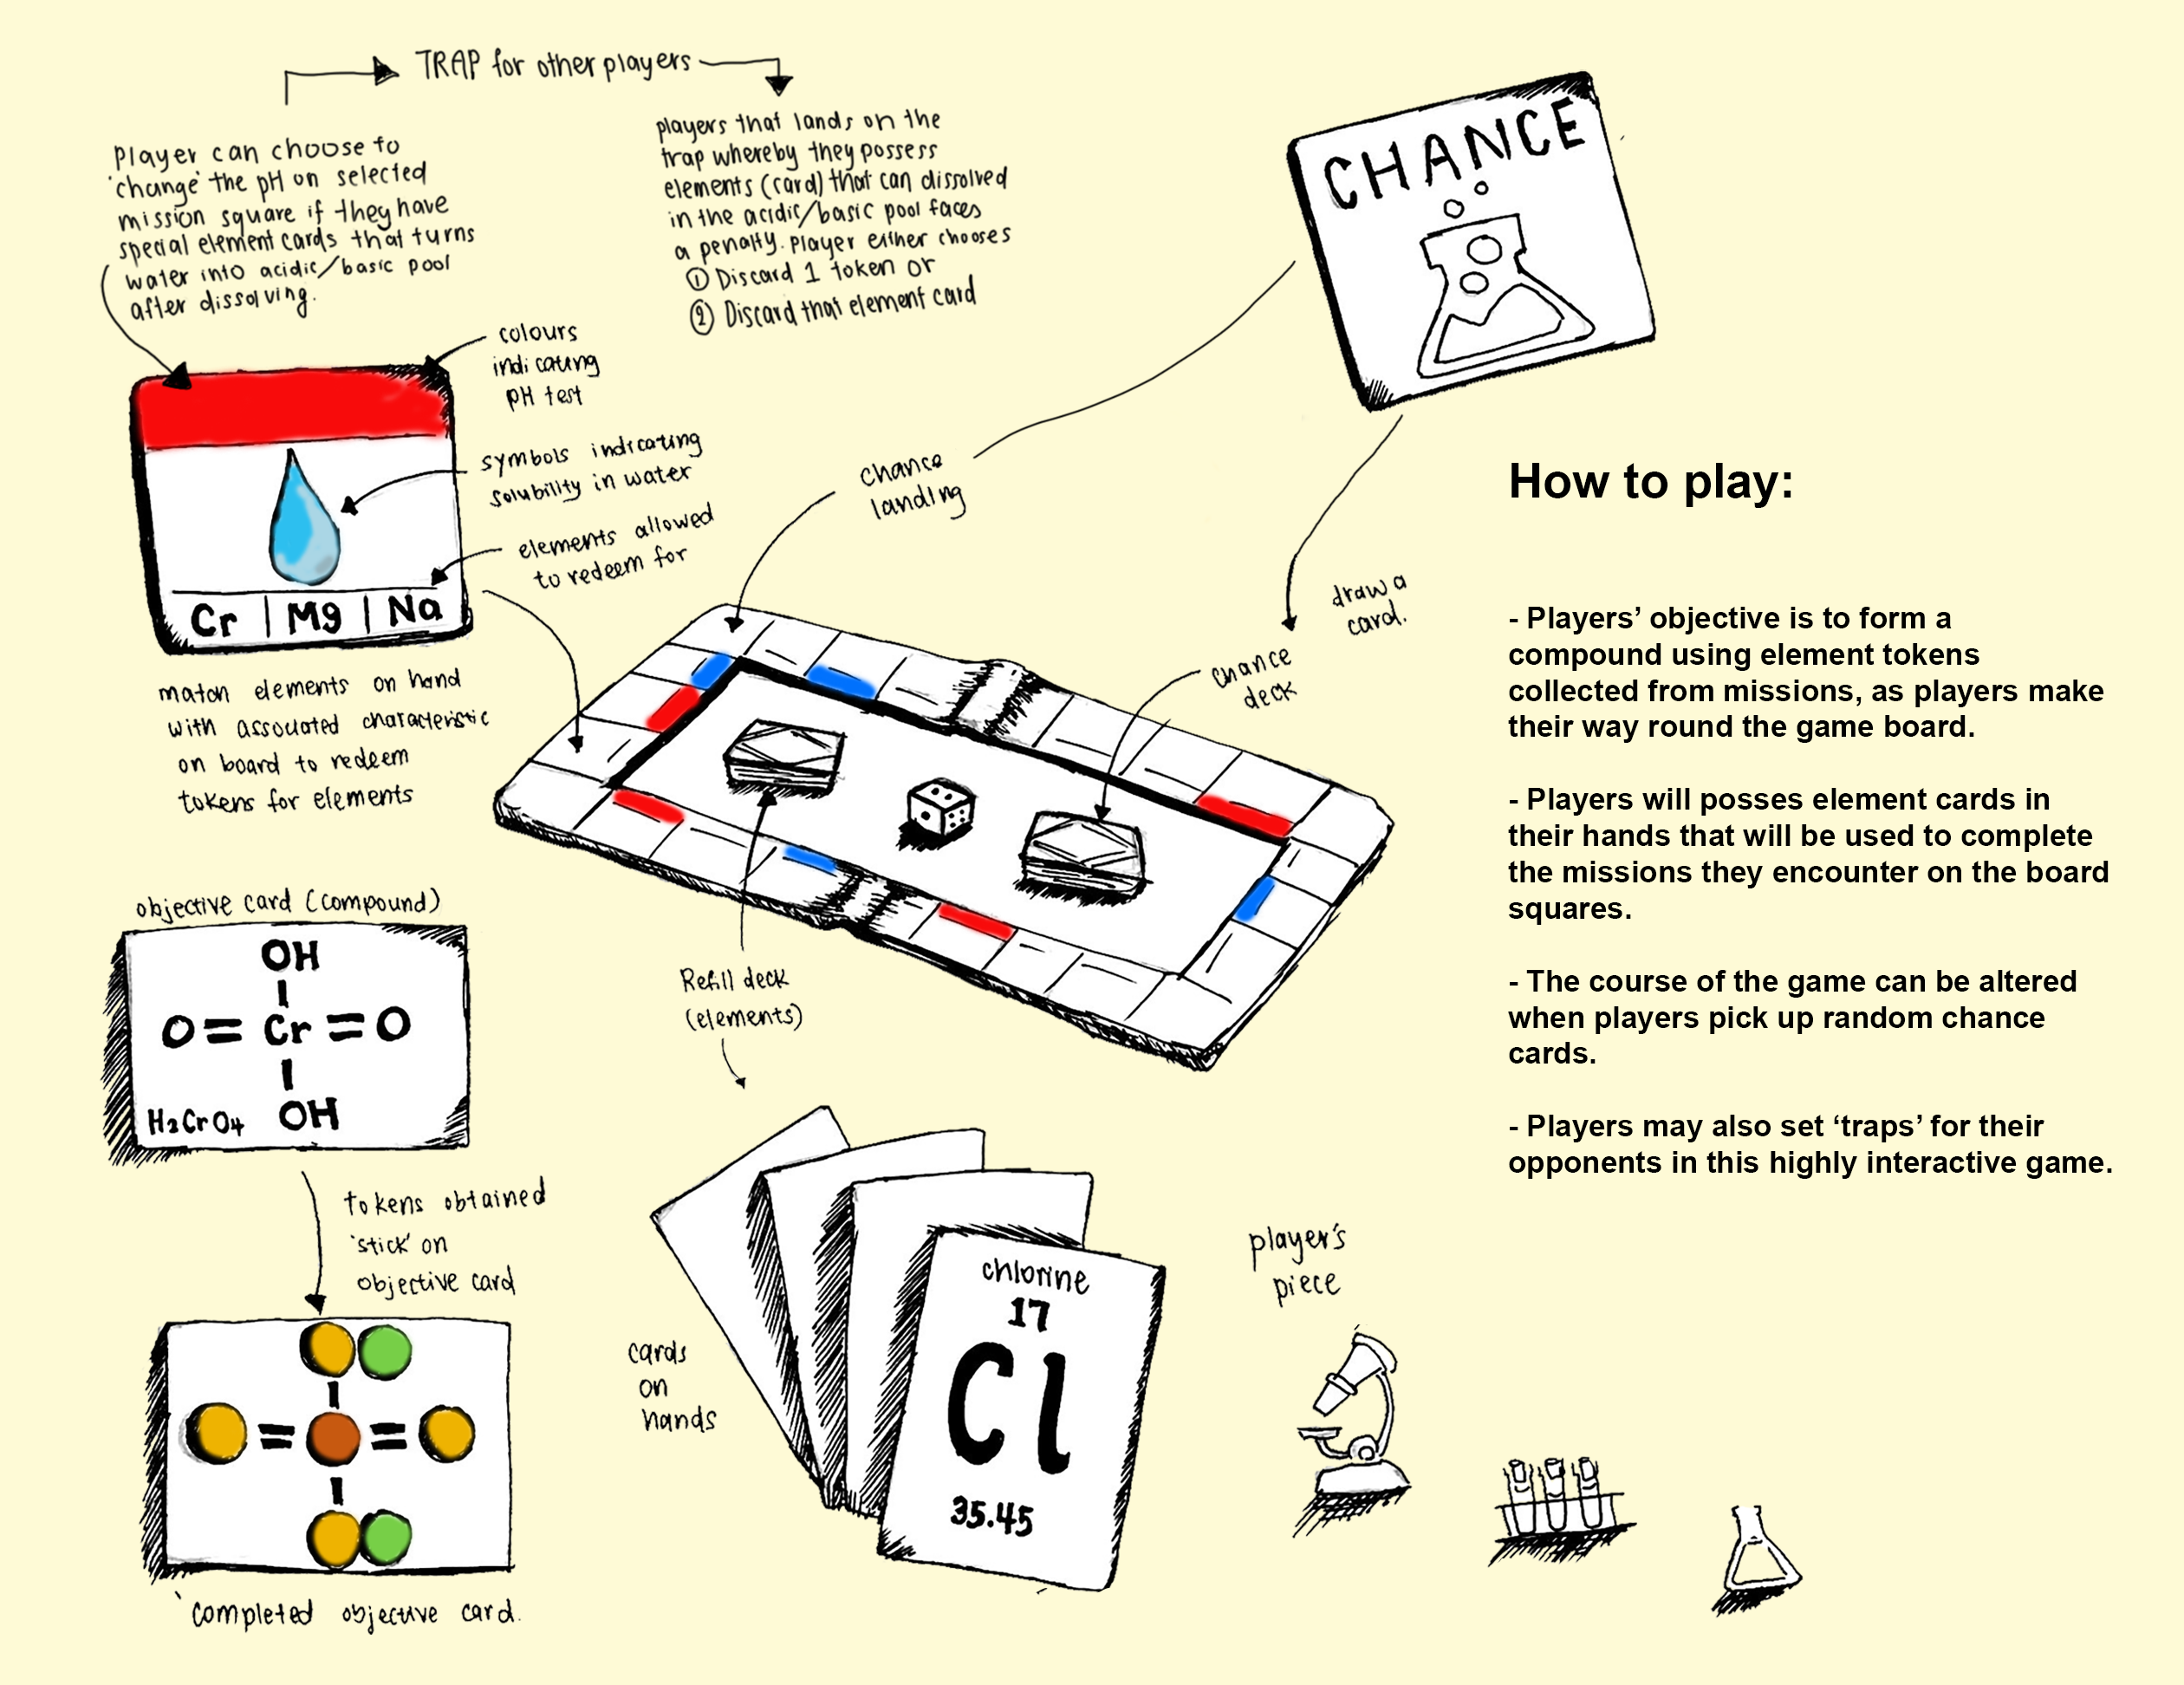 TRAP for other players
player can choose to
'change' the pH on selected
mission square if they have
special element cards that turns
water into acidic/basic pool
after dissolving.
players that lands on the
trap whereby they possess
elements (card) that can dissolved
in the acidic/basic pool faces
a penalty. Player either chooses
① Discard 1 token or
② Discard that element card
CHANCE
colours
indicating
pH test
symbols indicating
solubility in water
elements allowed
to redeem for
Cr | Mg | Na
match elements on hand
with associated characteristic
on board to redeem
tokens for elements
chance
landing
draw a
card.
chance
deck
Refill deck
(elements)
How to play:
- Players’ objective is to form a
compound using element tokens
collected from missions, as players make
their way round the game board.
- Players will posses element cards in
their hands that will be used to complete
the missions they encounter on the board
squares.
- The course of the game can be altered
when players pick up random chance
cards.
- Players may also set ‘traps’ for their
opponents in this highly interactive game.
objective card (compound)
OH
O = Cr = O
OH
H₂CrO₄
tokens obtained
'stick' on
objective card
completed objective card.
cards
on
hands
chlorine
17
Cl
35.45
player's
piece